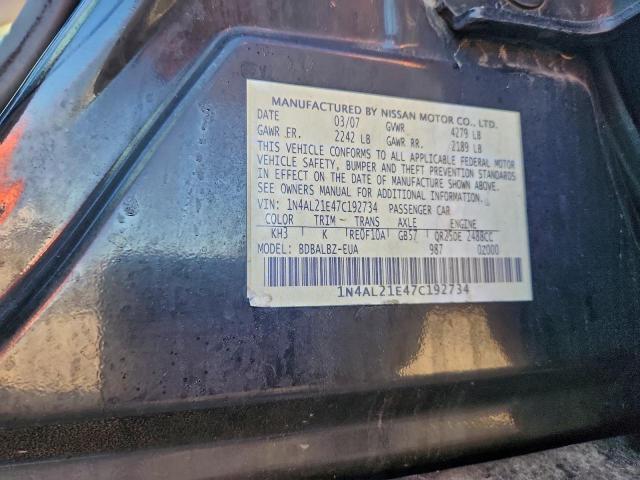 MANUFACTURED BY NISSAN MOTOR CO., LTD.
DATE 03/07 GVWR 4279 LB
GAWR FR. 2242 LB GAWR RR. 2189 LB
THIS VEHICLE CONFORMS TO ALL APPLICABLE FEDERAL MOTOR
VEHICLE SAFETY, BUMPER AND THEFT PREVENTION STANDARDS
IN EFFECT ON THE DATE OF MANUFACTURE SHOWN ABOVE.
SEE OWNERS MANUAL FOR ADDITIONAL INFORMATION.
VIN: 1N4AL21E47C192734 PASSENGER CAR
COLOR TRIM TRANS AXLE ENGINE
KH3 K RE0F10A GB57 QR25DE 2488CC
MODEL: BDBALBZ-EUA 987 0Z000
1N4AL21E47C192734